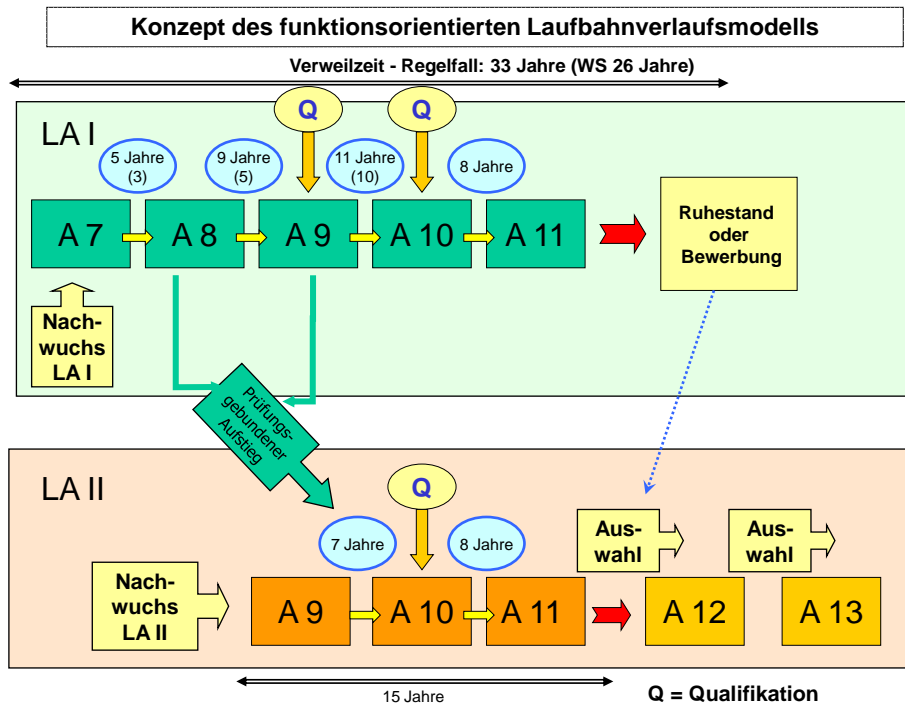 Konzept des funktionsorientierten Laufbahnverlaufsmodells
Verweilzeit - Regelfall: 33 Jahre (WS 26 Jahre)
LA I
Q
Q
5 Jahre
(3)
9 Jahre
(5)
11 Jahre
(10)
8 Jahre
A 7
A 8
A 9
A 10
A 11
Ruhestand
oder
Bewerbung
Nach-
wuchs
LA I
Prüfungs-
gebundener
Aufstieg
LA II
Q
7 Jahre
8 Jahre
Aus-
wahl
Aus-
wahl
Nach-
wuchs
LA II
A 9
A 10
A 11
A 12
A 13
15 Jahre
Q = Qualifikation